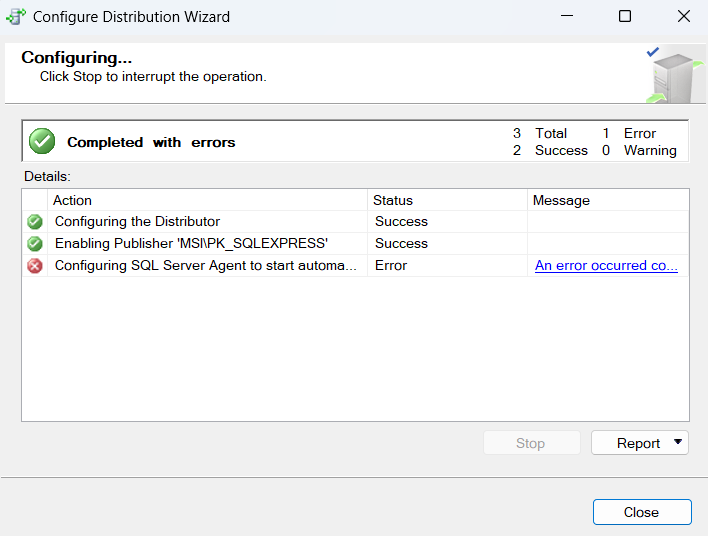 Configure Distribution Wizard
Configuring...
Click Stop to interrupt the operation.
Completed with errors
3 Total 1 Error
2 Success 0 Warning
Details:
Action Status Message
Configuring the Distributor Success
Enabling Publisher 'MSI\PK_SQLEXPRESS' Success
Configuring SQL Server Agent to start automa... Error An error occurred co...
Stop Report
Close